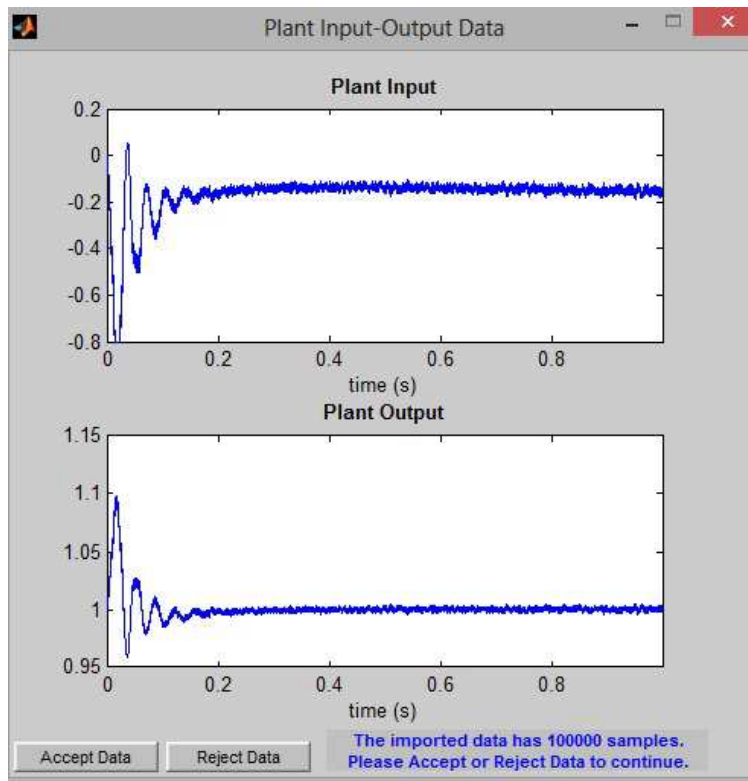 Plant Input-Output Data
Plant Input
0.2
0
-0.2
-0.4
-0.6
-0.8
0 0.2 0.4 0.6 0.8
time (s)
Plant Output
1.15
1.1
1.05
1
0.95
0 0.2 0.4 0.6 0.8
time (s)
Accept Data Reject Data
The imported data has 100000 samples.
Please Accept or Reject Data to continue.